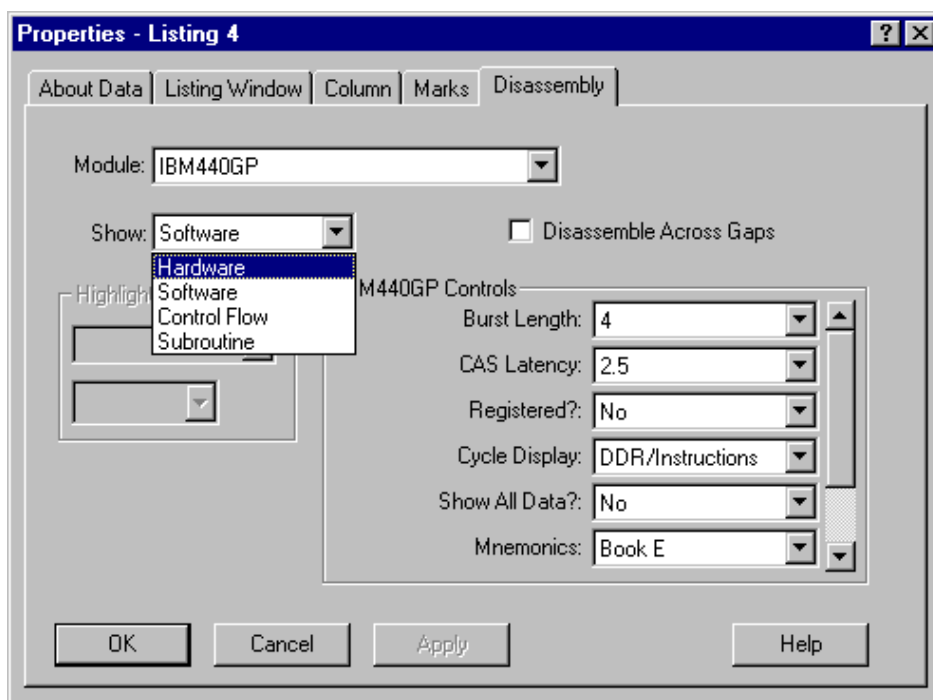 Properties - Listing 4
About Data Listing Window Column Marks Disassembly
Module: IBM440GP
Show: Software
Disassemble Across Gaps
Hardware
Software
Control Flow
Subroutine
Highlight
M440GP Controls
Burst Length: 4
CAS Latency: 2.5
Registered?: No
Cycle Display: DDR/Instructions
Show All Data?: No
Mnemonics: Book E
OK Cancel Apply Help